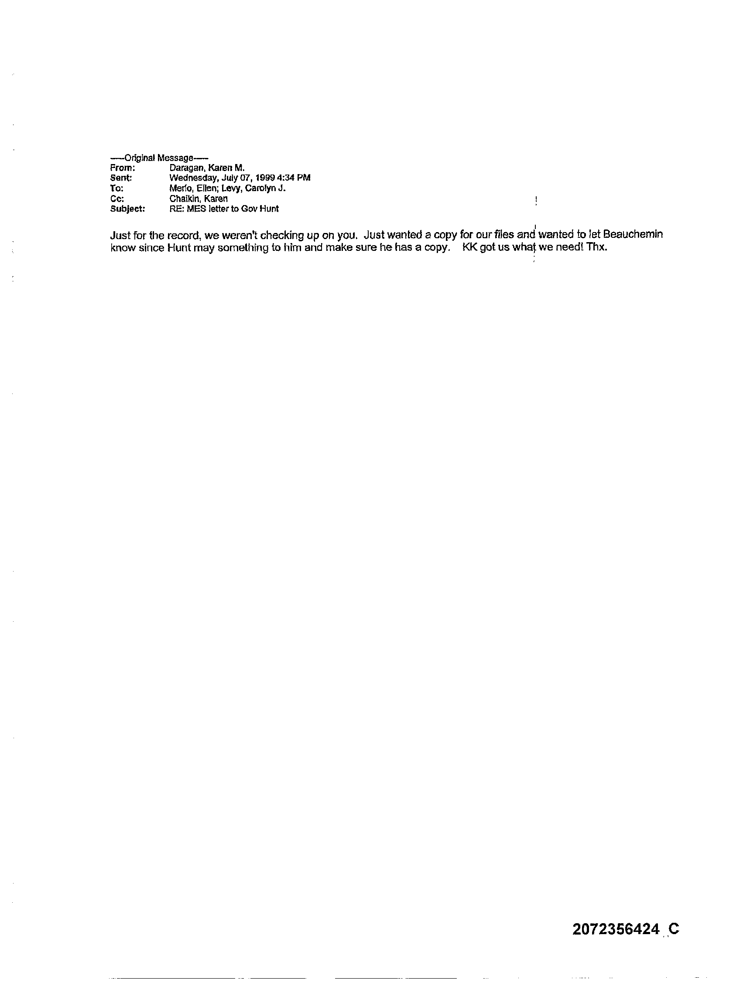 -----Original Message-----
From: Daragan, Karen M.
Sent: Wednesday, July 07, 1999 4:34 PM
To: Merlo, Ellen; Levy, Carolyn J.
Cc: Chaikin, Karen
Subject: RE: MES letter to Gov Hunt
Just for the record, we weren't checking up on you. Just wanted a copy for our files and wanted to let Beauchemin
know since Hunt may something to him and make sure he has a copy. KK got us what we need! Thx.
2072356424 C